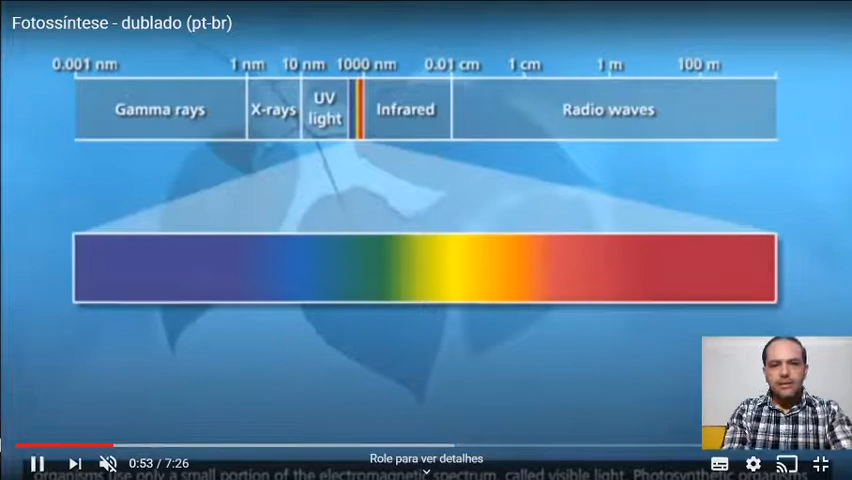 Fotossíntese - dublado (pt-br)
0.001 nm 1 nm 10 nm 1000 nm 0.01 cm 1 cm 1 m 100 m
Gamma rays X-rays UV light Infrared Radio waves
0:53 / 7:26 Role para ver detalhes
organisms use only a small portion of the electromagnetic spectrum, called visible light. Photosynthetic organisms